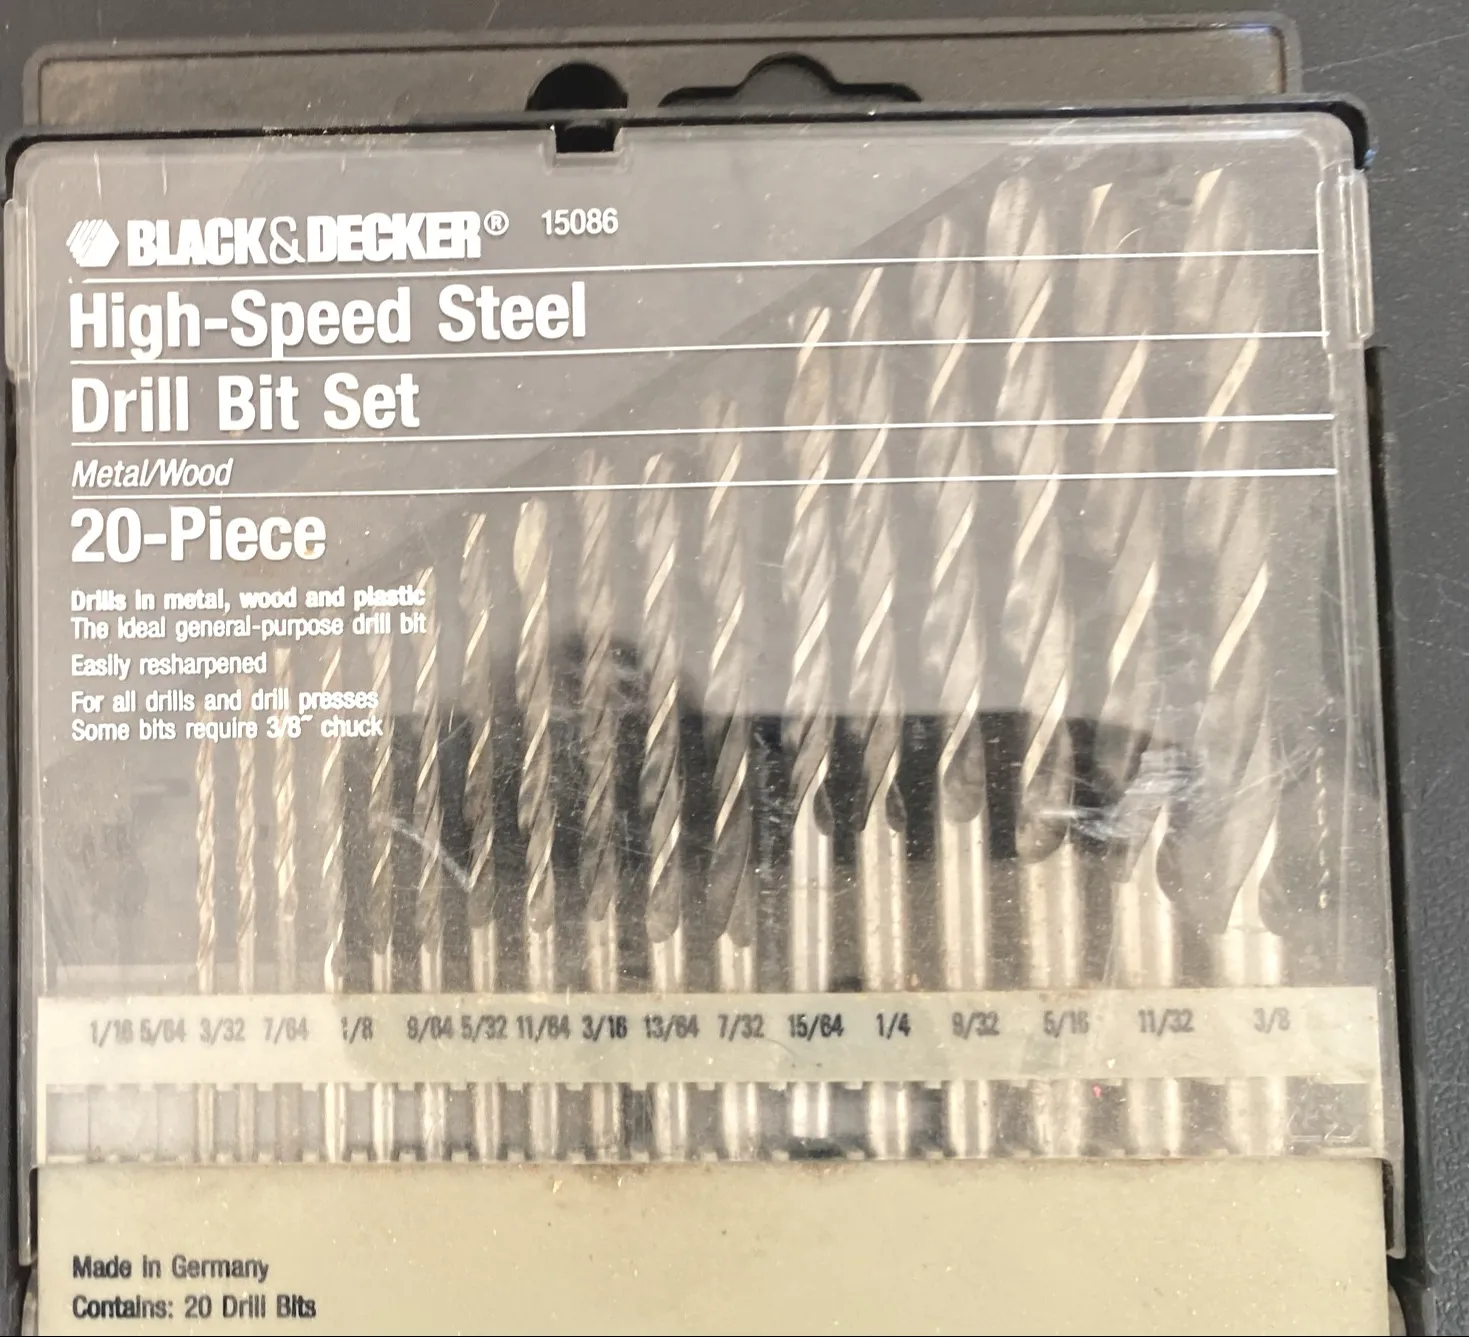 BLACK&DECKER® 15086
High-Speed Steel
Drill Bit Set
Metal/Wood
20-Piece
Drills in metal, wood and plastic
The ideal general-purpose drill bit
Easily resharpened
For all drills and drill presses
Some bits require 3/8" chuck
1/16 5/64 3/32 7/64 1/8 9/64 5/32 11/64 3/16 13/64 7/32 15/64 1/4 9/32 5/16 11/32 3/8
Made in Germany
Contains: 20 Drill Bits